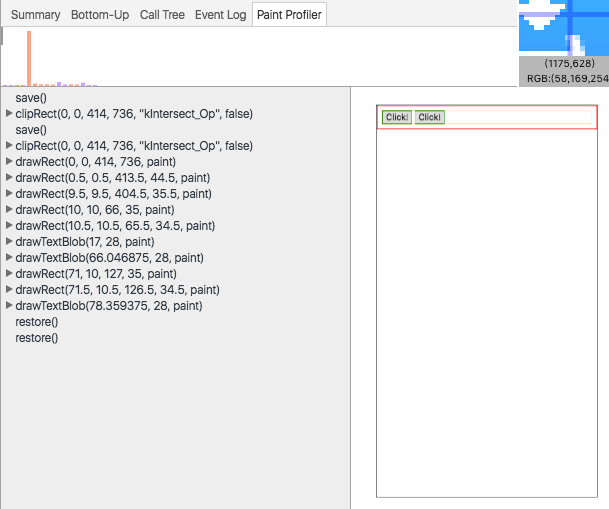 Summary Bottom-Up Call Tree Event Log Paint Profiler
(1175,628)
RGB:(58,169,254
save()
clipRect(0, 0, 414, 736, "kIntersect_Op", false)
save()
clipRect(0, 0, 414, 736, "kIntersect_Op", false)
drawRect(0, 0, 414, 736, paint)
drawRect(0.5, 0.5, 413.5, 44.5, paint)
drawRect(9.5, 9.5, 404.5, 35.5, paint)
drawRect(10, 10, 66, 35, paint)
drawRect(10.5, 10.5, 65.5, 34.5, paint)
drawTextBlob(17, 28, paint)
drawTextBlob(66.046875, 28, paint)
drawRect(71, 10, 127, 35, paint)
drawRect(71.5, 10.5, 126.5, 34.5, paint)
drawTextBlob(78.359375, 28, paint)
restore()
restore()
Click! Click!